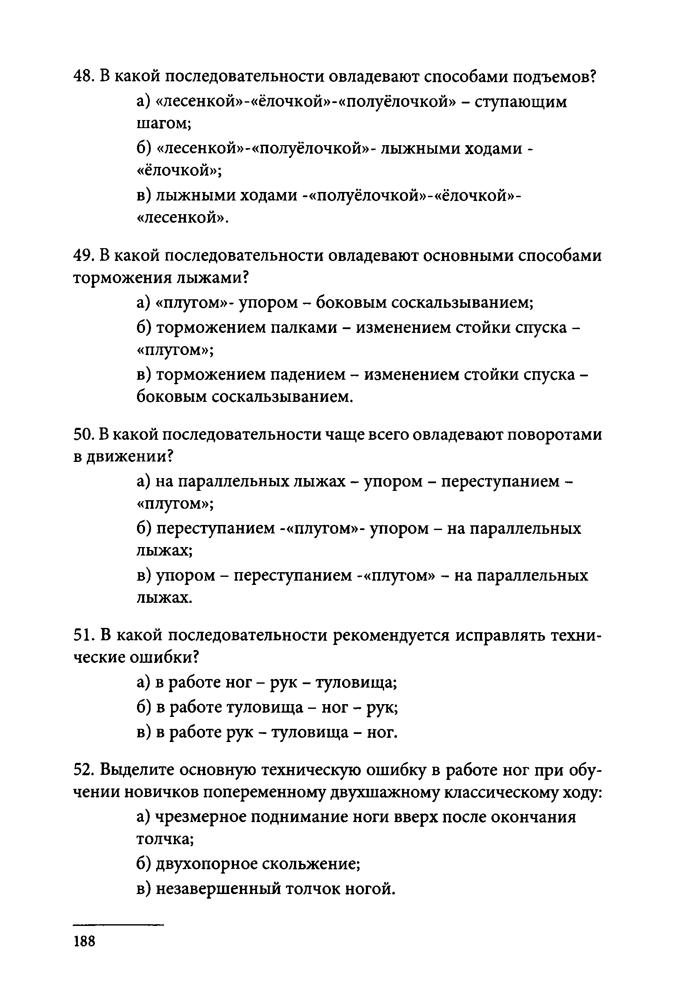 48. В какой последовательности овладевают способами подъемов?
а) «лесенкой»-«ёлочкой»-«полуёлочкой» – ступающим
шагом;
б) «лесенкой»-«полуёлочкой»- лыжными ходами -
«ёлочкой»;
в) лыжными ходами -«полуёлочкой»-«ёлочкой»-
«лесенкой».
49. В какой последовательности овладевают основными способами
торможения лыжами?
а) «плугом»- упором – боковым соскальзыванием;
б) торможением палками – изменением стойки спуска –
«плугом»;
в) торможением падением – изменением стойки спуска –
боковым соскальзыванием.
50. В какой последовательности чаще всего овладевают поворотами
в движении?
а) на параллельных лыжах – упором – переступанием –
«плугом»;
б) переступанием -«плугом»- упором – на параллельных
лыжах;
в) упором – переступанием -«плугом» – на параллельных
лыжах.
51. В какой последовательности рекомендуется исправлять техни-
ческие ошибки?
а) в работе ног – рук – туловища;
б) в работе туловища – ног – рук;
в) в работе рук – туловища – ног.
52. Выделите основную техническую ошибку в работе ног при обу-
чении новичков попеременному двухшажному классическому ходу:
а) чрезмерное поднимание ноги вверх после окончания
толчка;
б) двухопорное скольжение;
в) незавершенный толчок ногой.
188